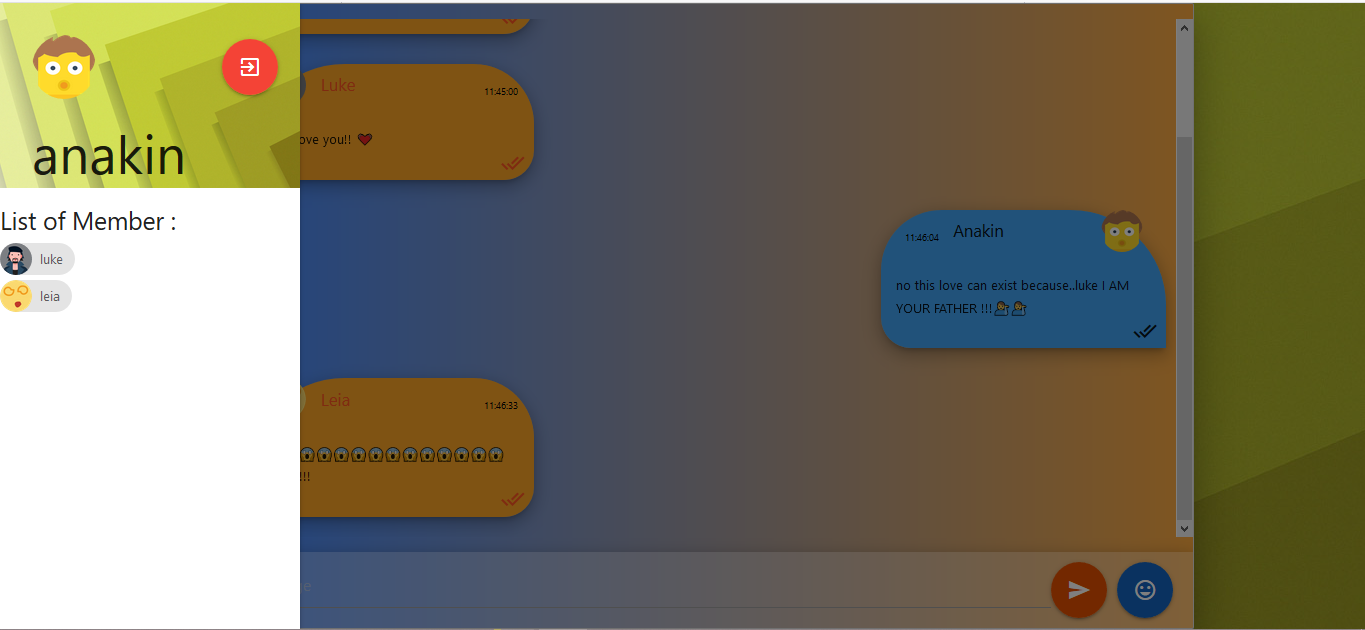 anakin
List of Member :
luke
leia
Luke
11:45:00
ove you!! ❤
11:46:04 Anakin
no this love can exist because..luke I AM
YOUR FATHER !!!
Leia
11:46:33
😱😱😱😱😱😱😱😱😱😱😱😱
!!!
e